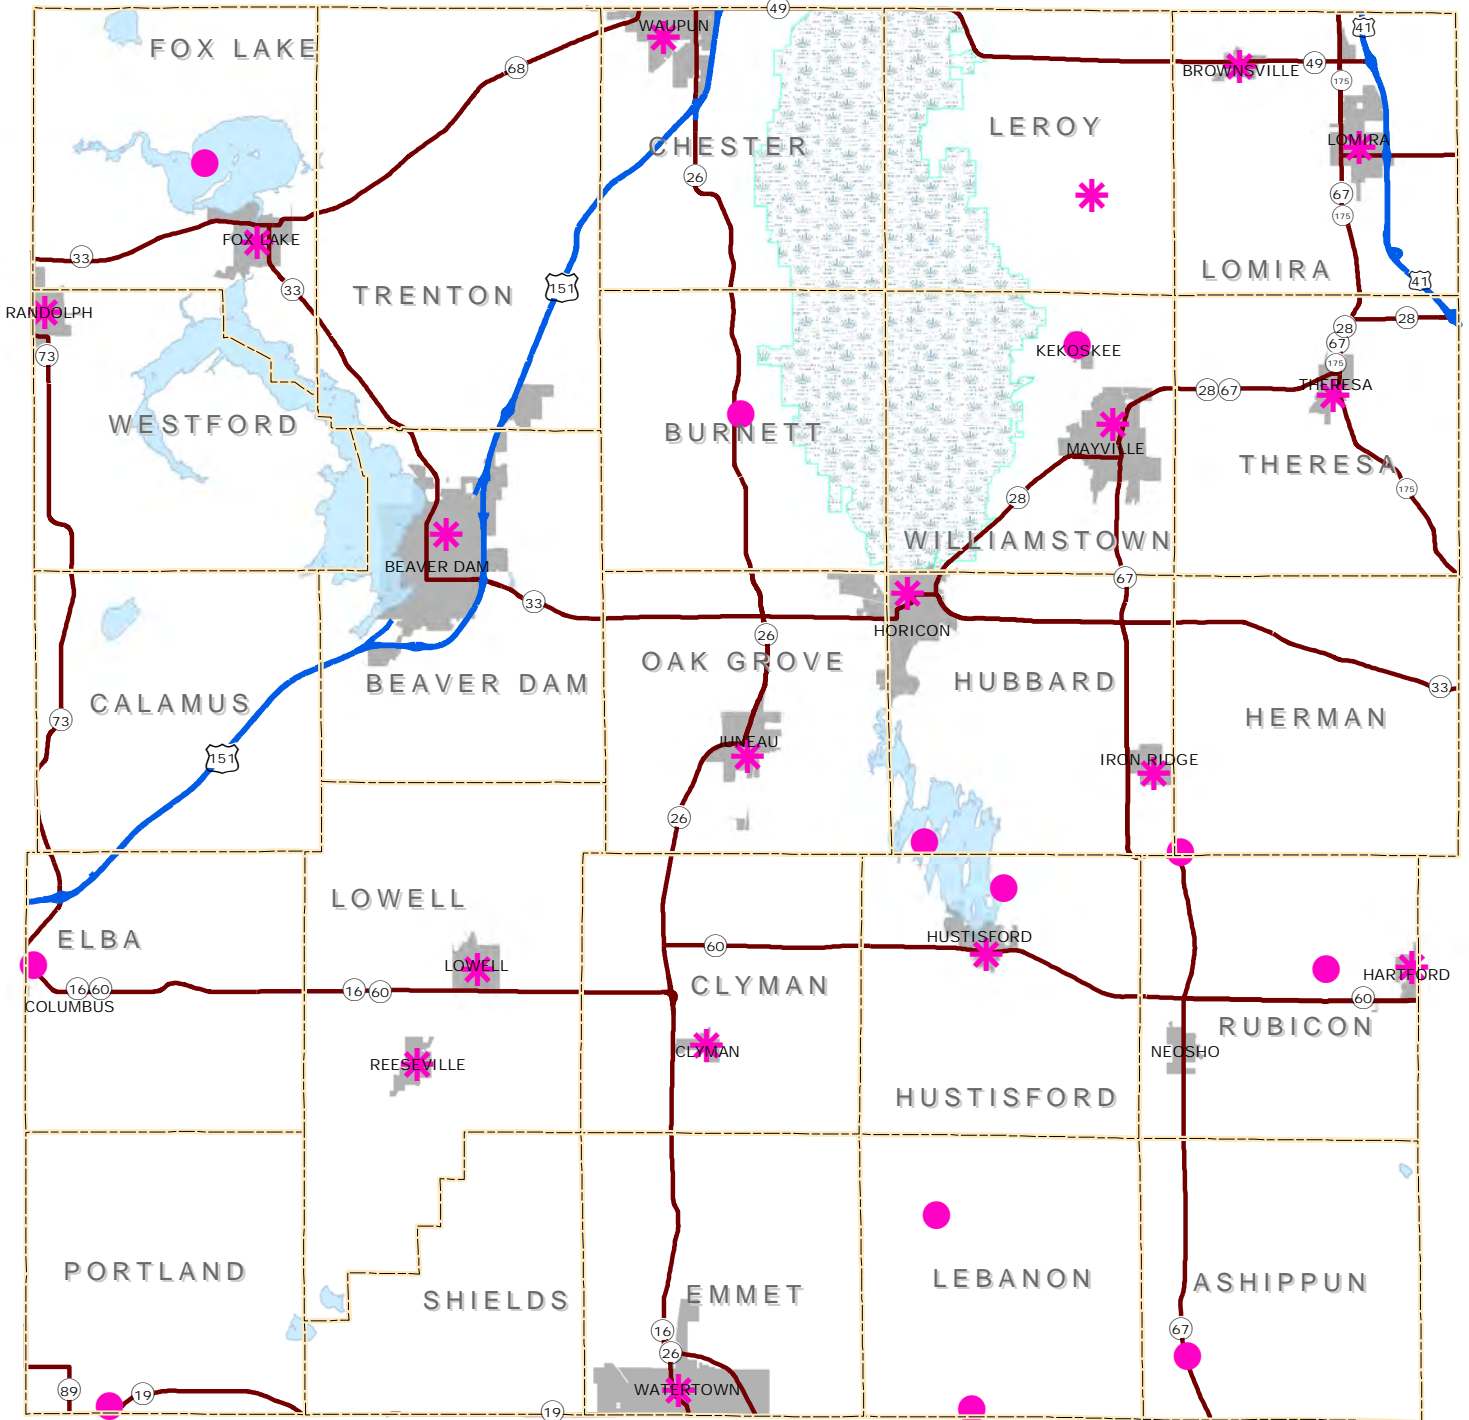 49
WAUPUN
41
FOX LAKE
68
BROWNSVILLE
49
175
LEROY
CHESTER
LOMIRA
26
67
175
FOX LAKE
33
LOMIRA
41
33
TRENTON
151
RANDOLPH
28
28
67
73
KEKOSKEE
175
THERESA
28
67
WESTFORD
BURNETT
MAYVILLE
THERESA
175
28
WILLIAMSTOWN
BEAVER DAM
67
33
HORICON
26
OAK GROVE
BEAVER DAM
HUBBARD
33
CALAMUS
HERMAN
73
JUNEAU
151
IRON RIDGE
26
LOWELL
ELBA
HUSTISFORD
60
LOWELL
HARTFORD
16
60
16
60
CLYMAN
60
COLUMBUS
RUBICON
CLYMAN
NEOSHO
REESEVILLE
HUSTISFORD
PORTLAND
LEBANON
ASHIPPUN
SHIELDS
EMMET
16
67
26
89
19
WATERTOWN
19